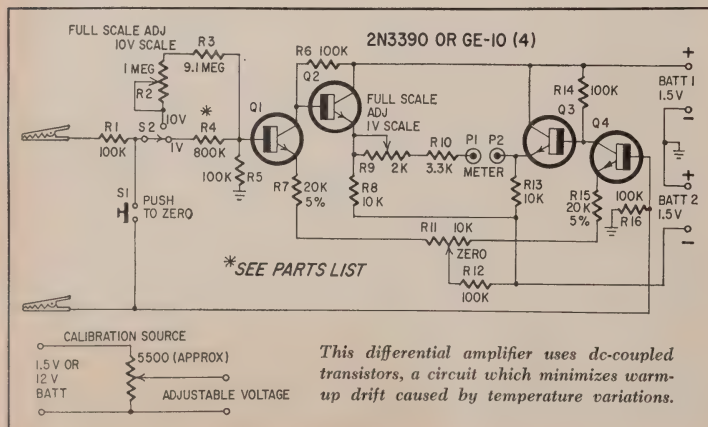 FULL SCALE ADJ
10V SCALE
R3
9.1 MEG
1 MEG
R2
10V
S2
1V
*
R4
800K
R1
100K
S1
PUSH
TO ZERO
100K
R5
Q1
R6 100K
Q2
2N3390 OR GE-10 (4)
FULL SCALE
ADJ
1V SCALE
R9
2K
R10
3.3K
P1 P2
METER
R7
20K
5%
R8
10K
R11
10K
ZERO
R12
100K
R13
10K
R14
100K
Q3
Q4
R15
20K
5%
100K
R16
+
BATT 1
1.5V
-
+
BATT 2
1.5V
-
*SEE PARTS LIST
CALIBRATION SOURCE
1.5V OR
12 V
BATT
5500 (APPROX)
ADJUSTABLE VOLTAGE
This differential amplifier uses dc-coupled
transistors, a circuit which minimizes warm-
up drift caused by temperature variations.